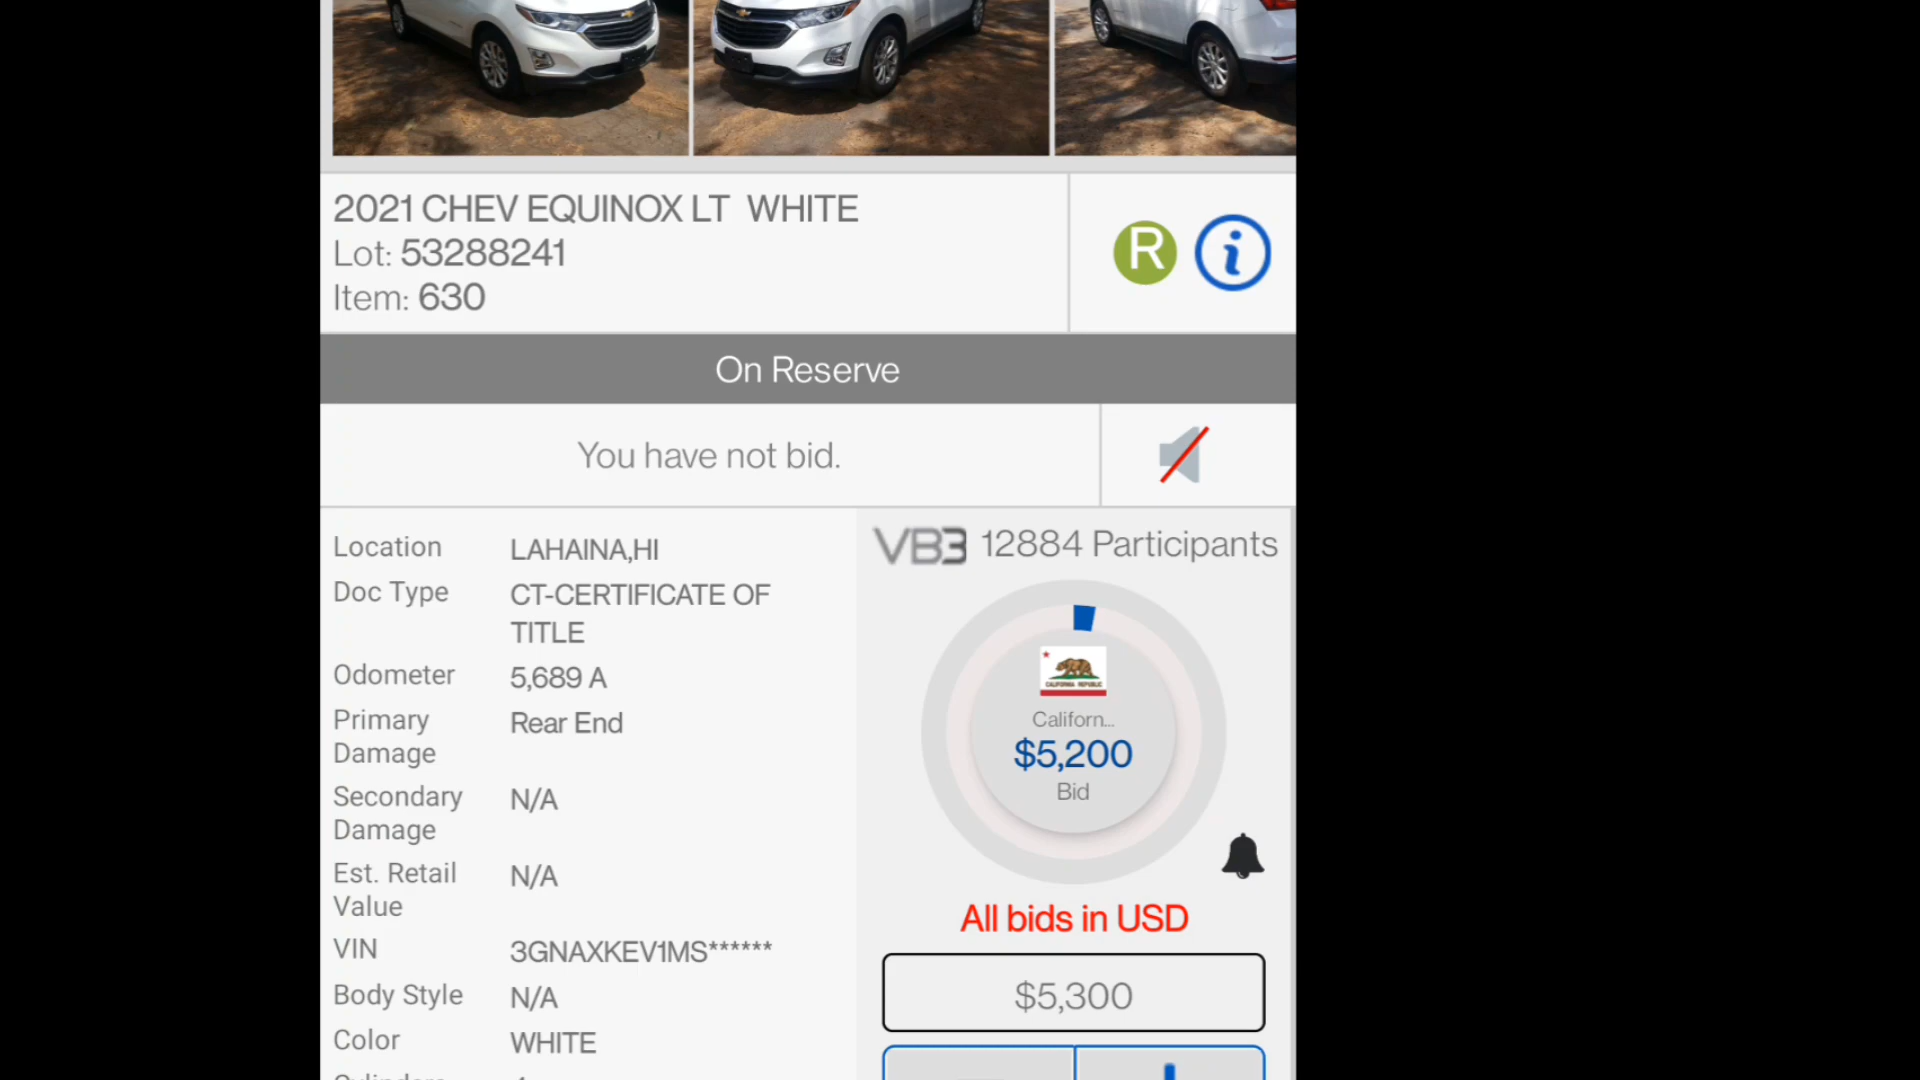 2021 CHEV EQUINOX LT WHITE
Lot: 53288241
Item: 630
R
i
On Reserve
You have not bid.
Location LAHAINA,HI
Doc Type CT-CERTIFICATE OF
TITLE
Odometer 5,689 A
Primary
Damage Rear End
Secondary
Damage N/A
Est. Retail
Value N/A
VIN 3GNAXKEV1MS******
Body Style N/A
Color WHITE
VB3 12884 Participants
CALIFORNIA REPUBLIC
Californ...
$5,200
Bid
All bids in USD
$5,300